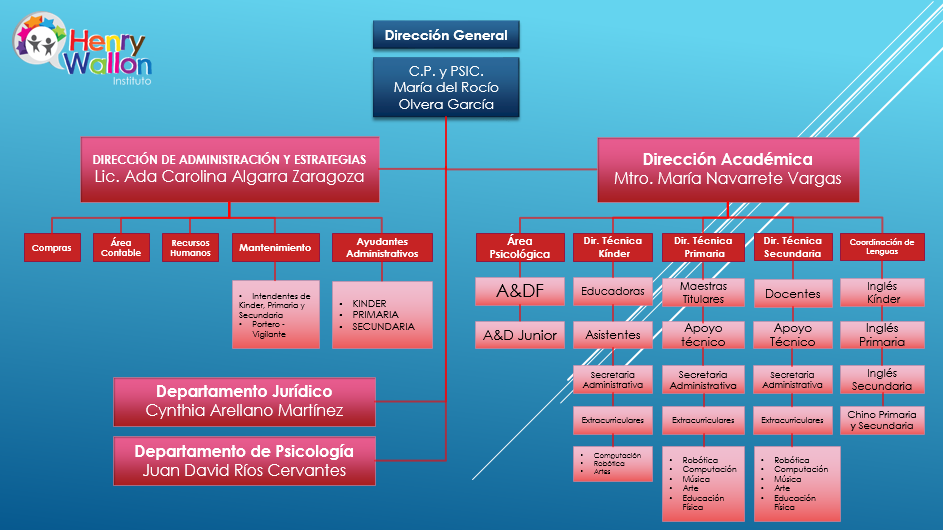 Henry
Wallon
Instituto
Dirección General
C.P. y PSIC.
María del Rocío
Olvera García
DIRECCIÓN DE ADMINISTRACIÓN Y ESTRATEGIAS
Lic. Ada Carolina Algarra Zaragoza
Dirección Académica
Mtro. María Navarrete Vargas
Compras
Área
Contable
Recursos
Humanos
Mantenimiento
Ayudantes
Administrativos
• Intendentes de
Kinder, Primaria y
Secundaria
• Portero -
Vigilante
• KINDER
• PRIMARIA
• SECUNDARIA
Departamento Jurídico
Cynthia Arellano Martínez
Departamento de Psicología
Juan David Ríos Cervantes
Área
Psicológica
A&DF
A&D Junior
Dir. Técnica
Kínder
Educadoras
Asistentes
Secretaria
Administrativa
Extracurriculares
• Computación
• Robótica
• Artes
Dir. Técnica
Primaria
Maestras
Titulares
Apoyo
técnico
Secretaria
Administrativa
Extracurriculares
• Robótica
• Computación
• Música
• Arte
• Educación
Física
Dir. Técnica
Secundaria
Docentes
Apoyo
Técnico
Secretaria
Administrativa
Extracurriculares
• Robótica
• Computación
• Música
• Arte
• Educación
Física
Coordinación de
Lenguas
Inglés
Kínder
Inglés
Primaria
Inglés
Secundaria
Chino Primaria
y Secundaria